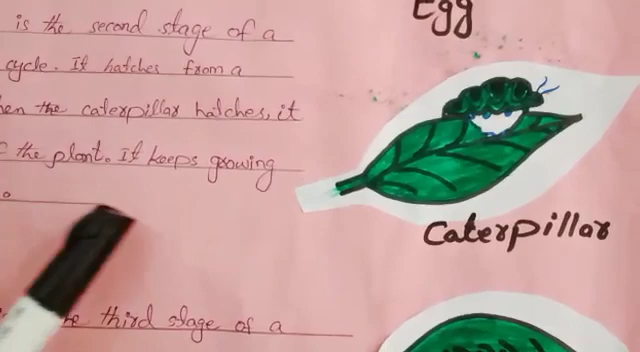 Egg
is the second stage of a
cycle. It hatches from a
the caterpillar hatches, it
the plant. It keeps growing
Caterpillar
third stage of a